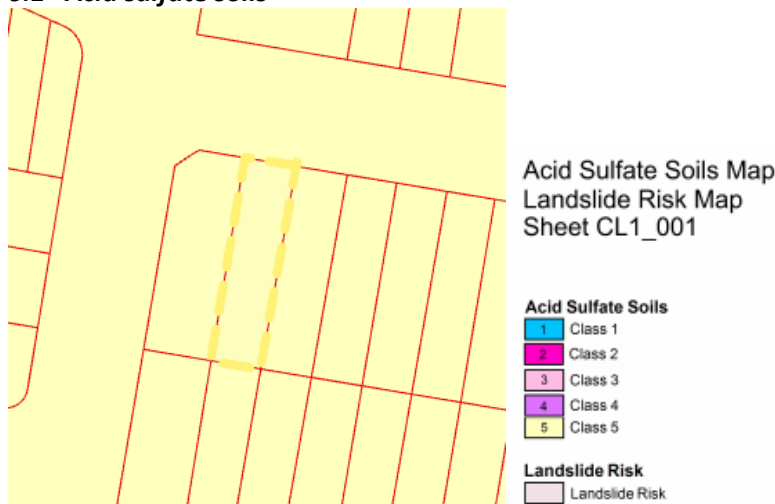 Acid Sulfate Soils Map
Landslide Risk Map
Sheet CL1_001
Acid Sulfate Soils
1 Class 1
2 Class 2
3 Class 3
4 Class 4
5 Class 5
Landslide Risk
Landslide Risk